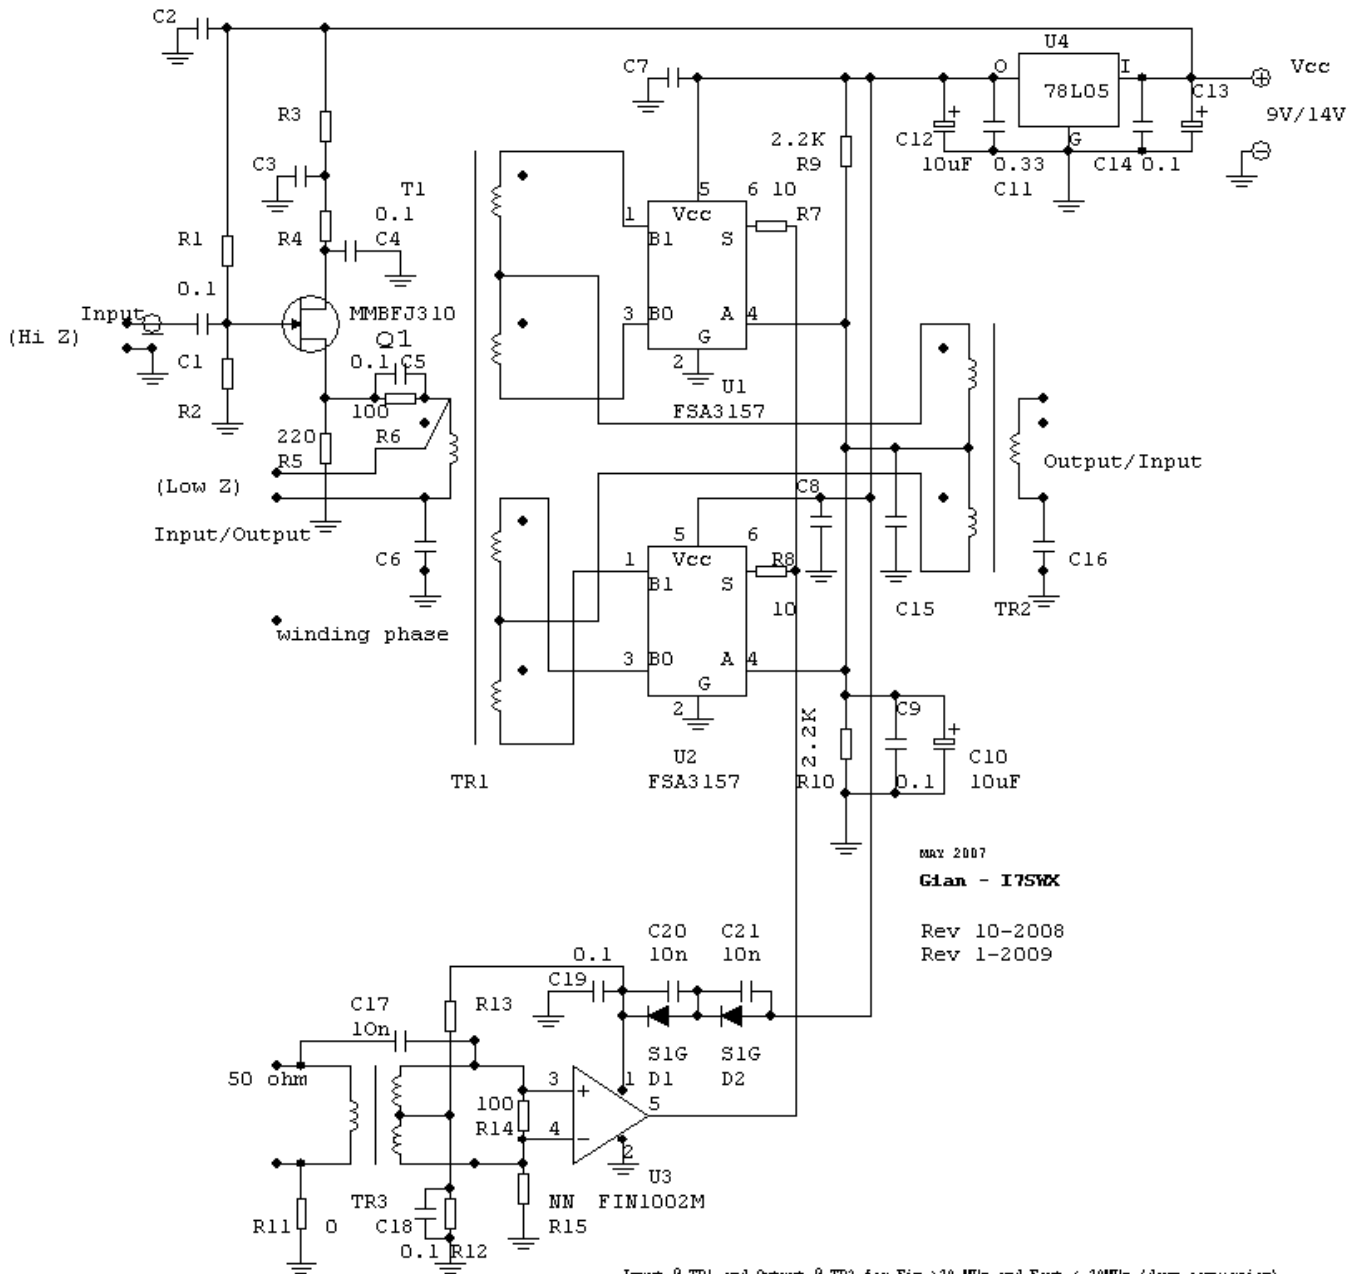 C2
U4
C7
O
I
Vcc
78L05
C13
+
9V/14V
R3
C12
+
G
2.2K
R9
10uF
0.33
C14
0.1
C11
C3
T1
0.1
5
6
10
R7
Vcc
S
1
B1
R1
R4
C4
0.1
Input
(Hi Z)
MMBFJ310
Q1
3
B0
A
4
G
2
C1
0.1
C5
U1
FSA3157
R2
100
220
R6
R5
(Low Z)
Input/Output
Output/Input
C8
5
6
C6
1
Vcc
R8
B1
S
10
C16
C15
TR2
winding phase
3
B0
A
4
G
2
C9
+
2.2K
U2
FSA3157
R10
0.1
C10
10uF
TR1
MAY 2007
Gian - I7SWX
Rev 10-2008
Rev 1-2009
C20
C21
0.1
10n
10n
C19
C17
10n
R13
S1G
S1G
D1
D2
50 ohm
3
1
+
5
100
R14
4
-
2
U3
TR3
NN
FIN1002M
R11
0
C18
R15
0.1
R12